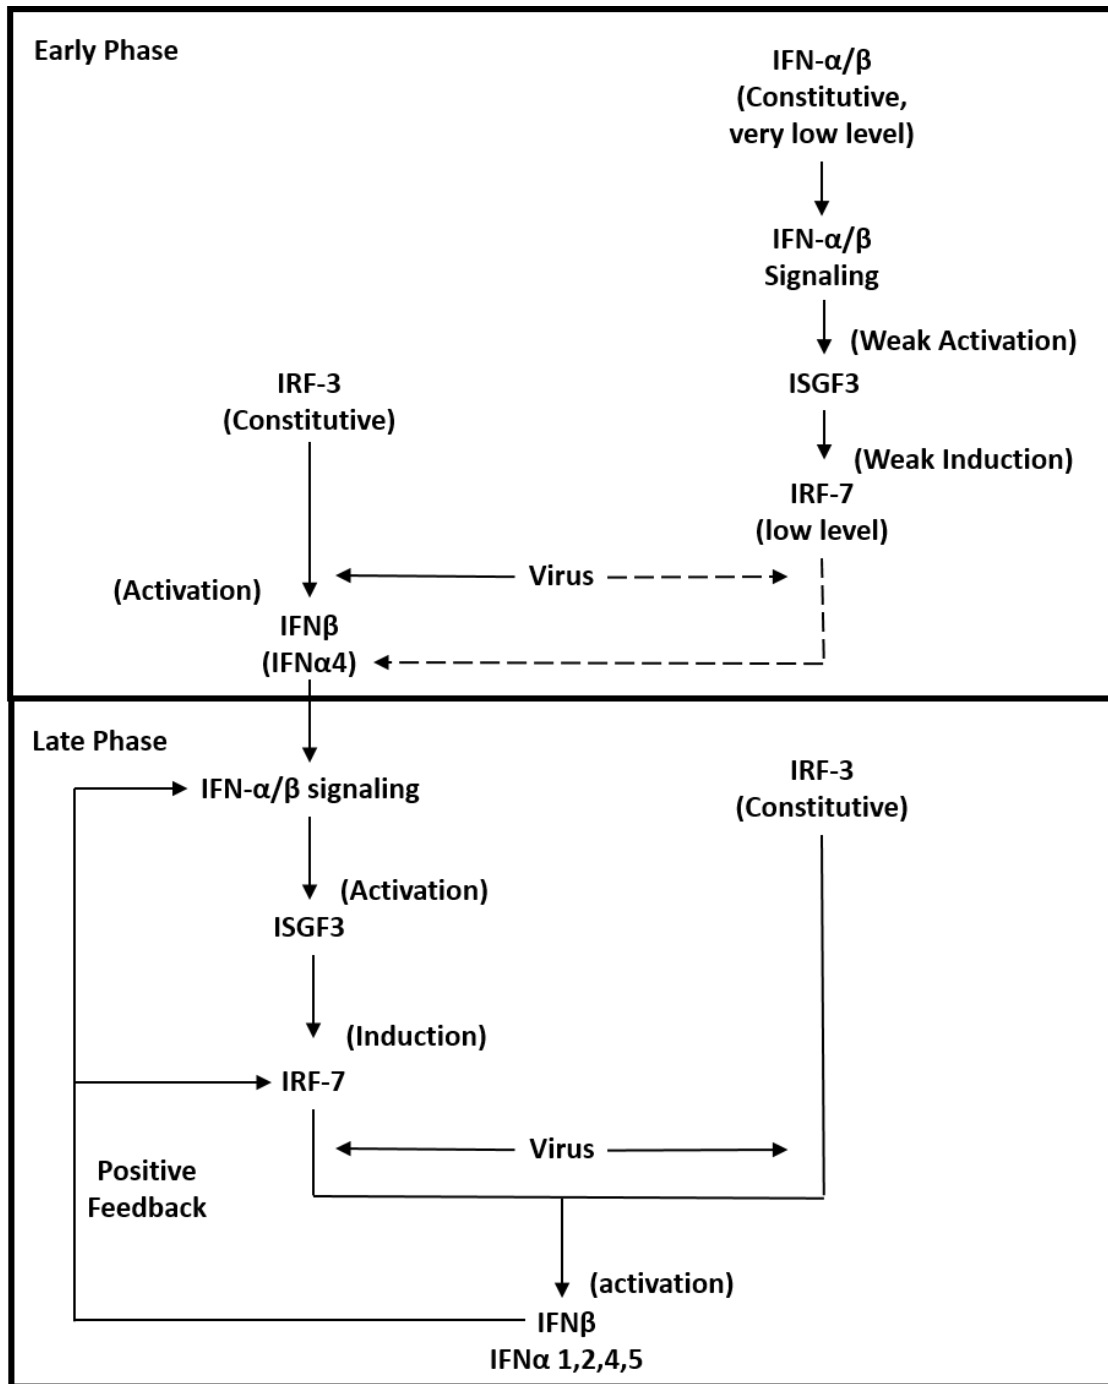 Early Phase
IFN-α/β
(Constitutive,
very low level)
IFN-α/β
Signaling
(Weak Activation)
ISGF3
(Weak Induction)
IRF-7
(low level)
IRF-3
(Constitutive)
Virus
(Activation)
IFNβ
(IFNα4)
Late Phase
IFN-α/β signaling
IRF-3
(Constitutive)
(Activation)
ISGF3
(Induction)
IRF-7
Virus
Positive
Feedback
(activation)
IFNβ
IFNα 1,2,4,5